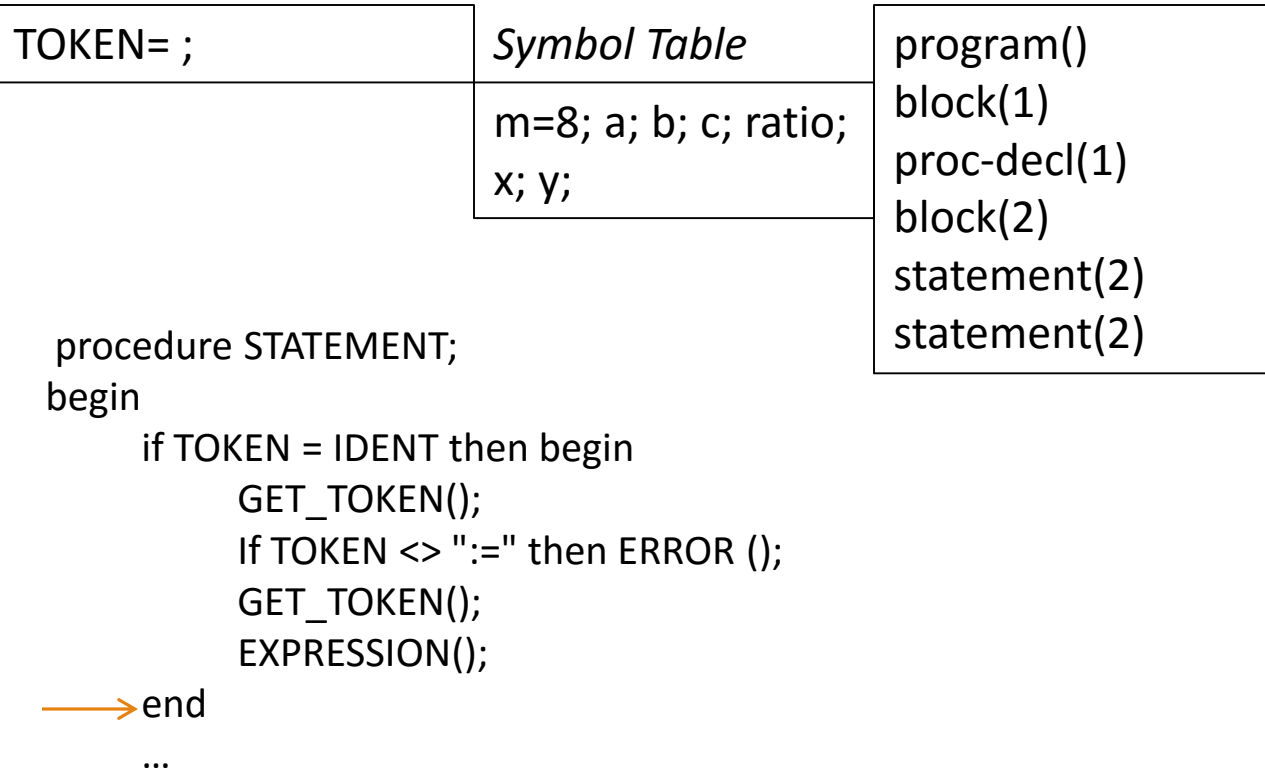 TOKEN= ;
Symbol Table
m=8; a; b; c; ratio;
x; y;
program()
block(1)
proc-decl(1)
block(2)
statement(2)
statement(2)
procedure STATEMENT;
begin
if TOKEN = IDENT then begin
GET_TOKEN();
If TOKEN <> ":=" then ERROR ();
GET_TOKEN();
EXPRESSION();
end
...